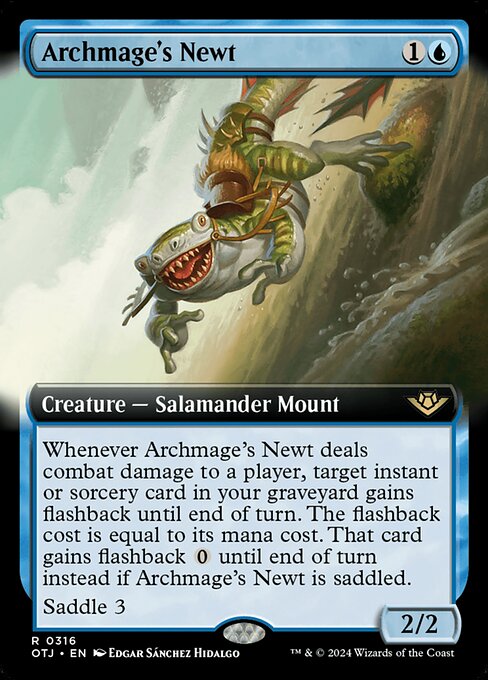 Archmage's Newt 1
Creature — Salamander Mount
Whenever Archmage's Newt deals
combat damage to a player, target instant
or sorcery card in your graveyard gains
flashback until end of turn. The flashback
cost is equal to its mana cost. That card
gains flashback 0 until end of turn
instead if Archmage's Newt is saddled.
Saddle 3
2/2
R 0316
OTJ • EN Edgar Sánchez Hidalgo
™ & © 2024 Wizards of the Coast